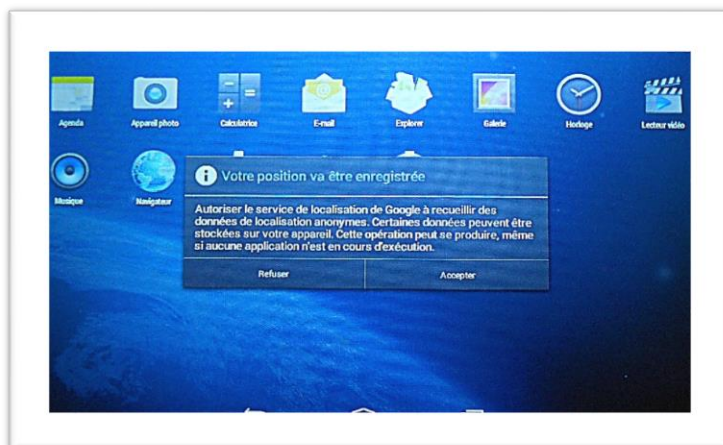 Agenda
Appareil photo
Calculatrice
E-mail
Explorer
Galerie
Horloge
Lecteur vidéo
Musique
Navigateur
Votre position va être enregistrée
Autoriser le service de localisation de Google à recueillir des
données de localisation anonymes. Certaines données peuvent être
stockées sur votre appareil. Cette opération peut se produire, même
si aucune application n'est en cours d'exécution.
Refuser
Accepter